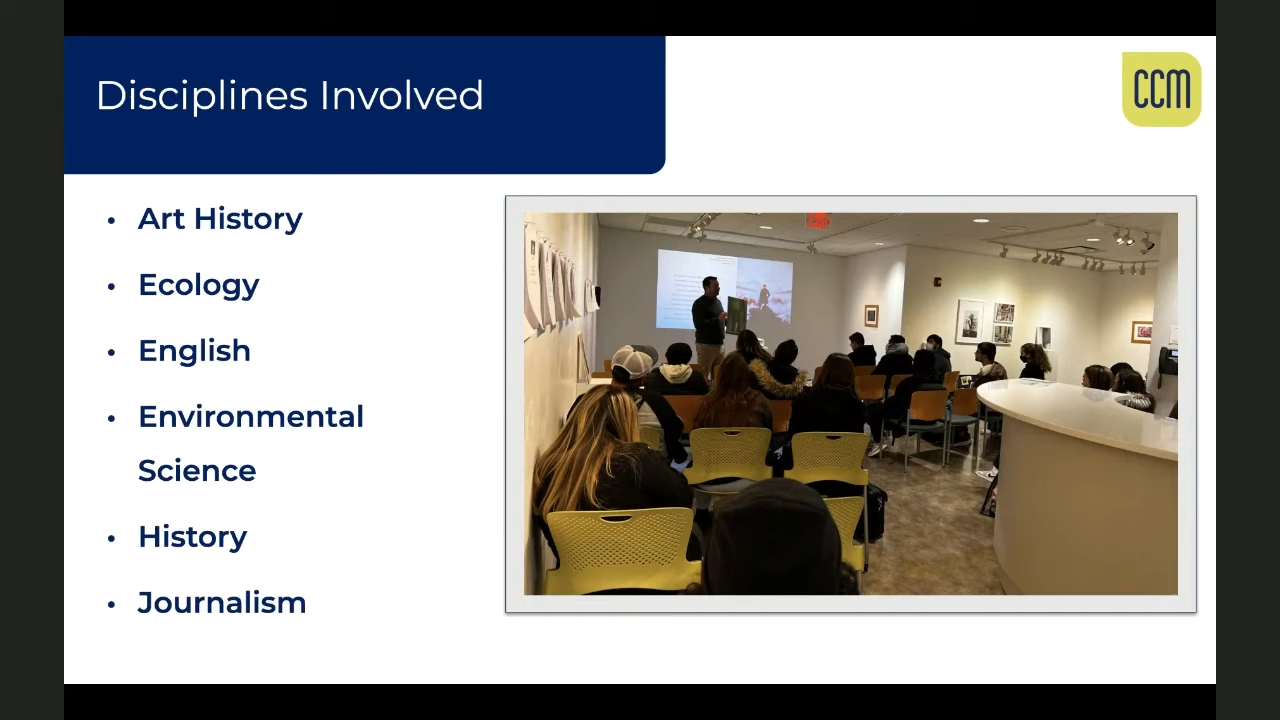 Disciplines Involved
CCM
• Art History
• Ecology
• English
• Environmental
Science
• History
• Journalism